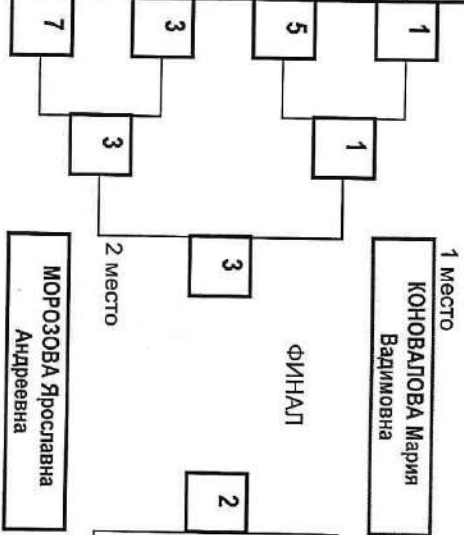 1 место
1
КОНОВАЛОВА Мария
Вадимовна
1
5
ФИНАЛ
3
2
3
3
2 место
7
МОРОЗОВА Ярославна
Андреевна